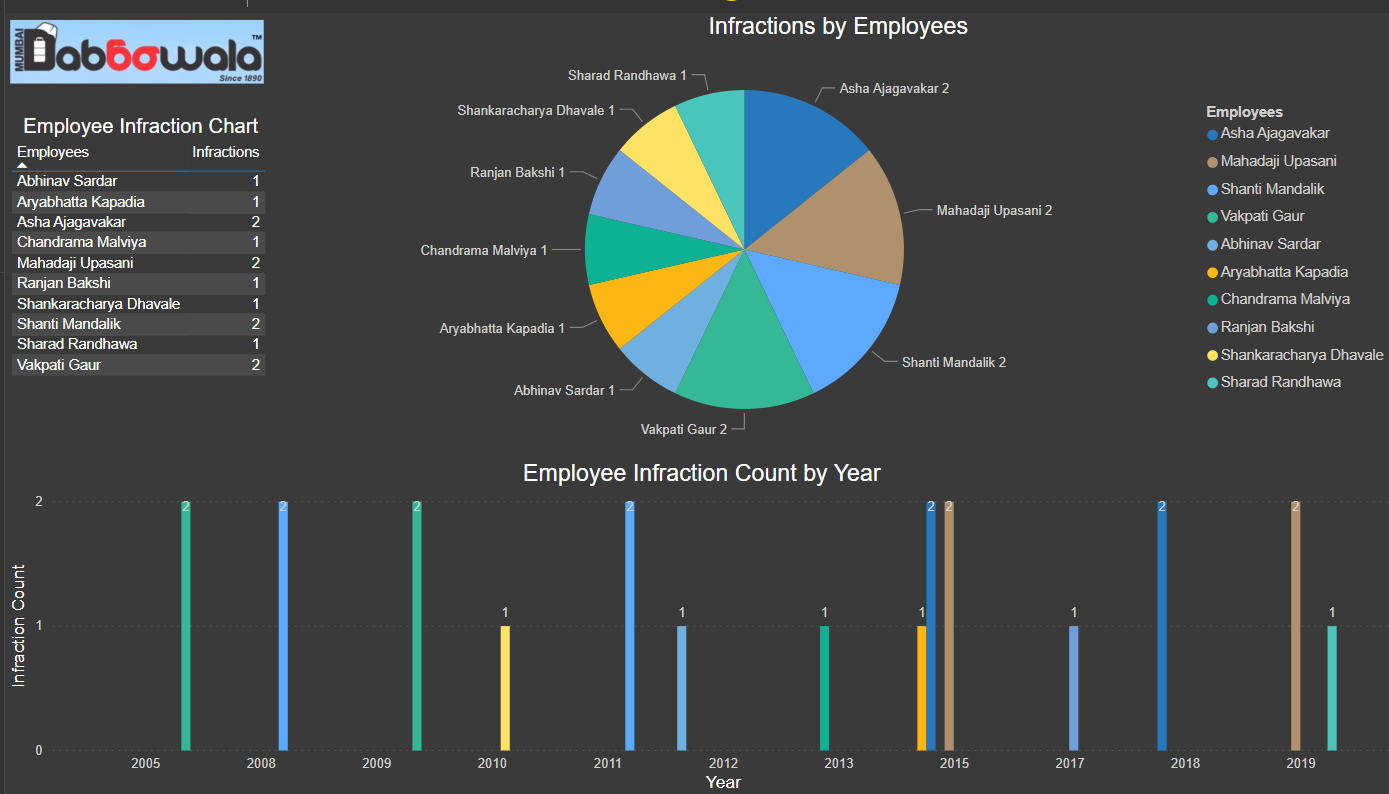 MUMBAI
Dabbawala™
Since 1890
Infractions by Employees
Employee Infraction Chart
Employees Infractions
Abhinav Sardar 1
Aryabhatta Kapadia 1
Asha Ajagavakar 2
Chandrama Malviya 1
Mahadaji Upasani 2
Ranjan Bakshi 1
Shankaracharya Dhavale 1
Shanti Mandalik 2
Sharad Randhawa 1
Vakpati Gaur 2
Sharad Randhawa 1
Asha Ajagavakar 2
Shankaracharya Dhavale 1
Ranjan Bakshi 1
Mahadaji Upasani 2
Chandrama Malviya 1
Aryabhatta Kapadia 1
Shanti Mandalik 2
Abhinav Sardar 1
Vakpati Gaur 2
Employees
Asha Ajagavakar
Mahadaji Upasani
Shanti Mandalik
Vakpati Gaur
Abhinav Sardar
Aryabhatta Kapadia
Chandrama Malviya
Ranjan Bakshi
Shankaracharya Dhavale
Sharad Randhawa
Employee Infraction Count by Year
Infraction Count
2
1
0
2 2 2 2 2 2 2 2
1 1 1 1 1 1
2005 2008 2009 2010 2011 2012 2013 2015 2017 2018 2019
Year